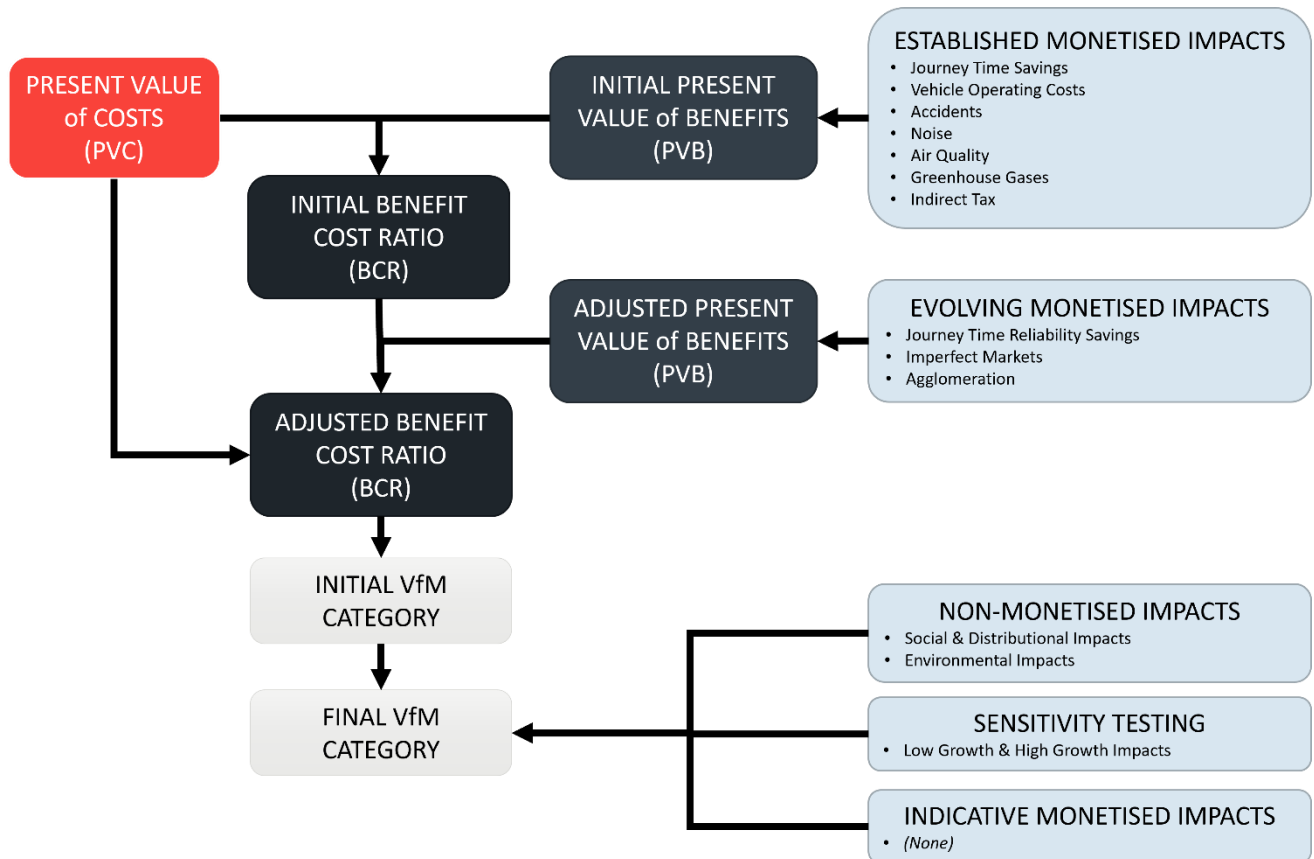 PRESENT VALUE
of COSTS
(PVC)
INITIAL PRESENT
VALUE of BENEFITS
(PVB)
ESTABLISHED MONETISED IMPACTS
• Journey Time Savings
• Vehicle Operating Costs
• Accidents
• Noise
• Air Quality
• Greenhouse Gases
• Indirect Tax
INITIAL BENEFIT
COST RATIO
(BCR)
ADJUSTED PRESENT
VALUE of BENEFITS
(PVB)
EVOLVING MONETISED IMPACTS
• Journey Time Reliability Savings
• Imperfect Markets
• Agglomeration
ADJUSTED BENEFIT
COST RATIO
(BCR)
INITIAL VfM
CATEGORY
FINAL VfM
CATEGORY
NON-MONETISED IMPACTS
• Social & Distributional Impacts
• Environmental Impacts
SENSITIVITY TESTING
• Low Growth & High Growth Impacts
INDICATIVE MONETISED IMPACTS
• (None)